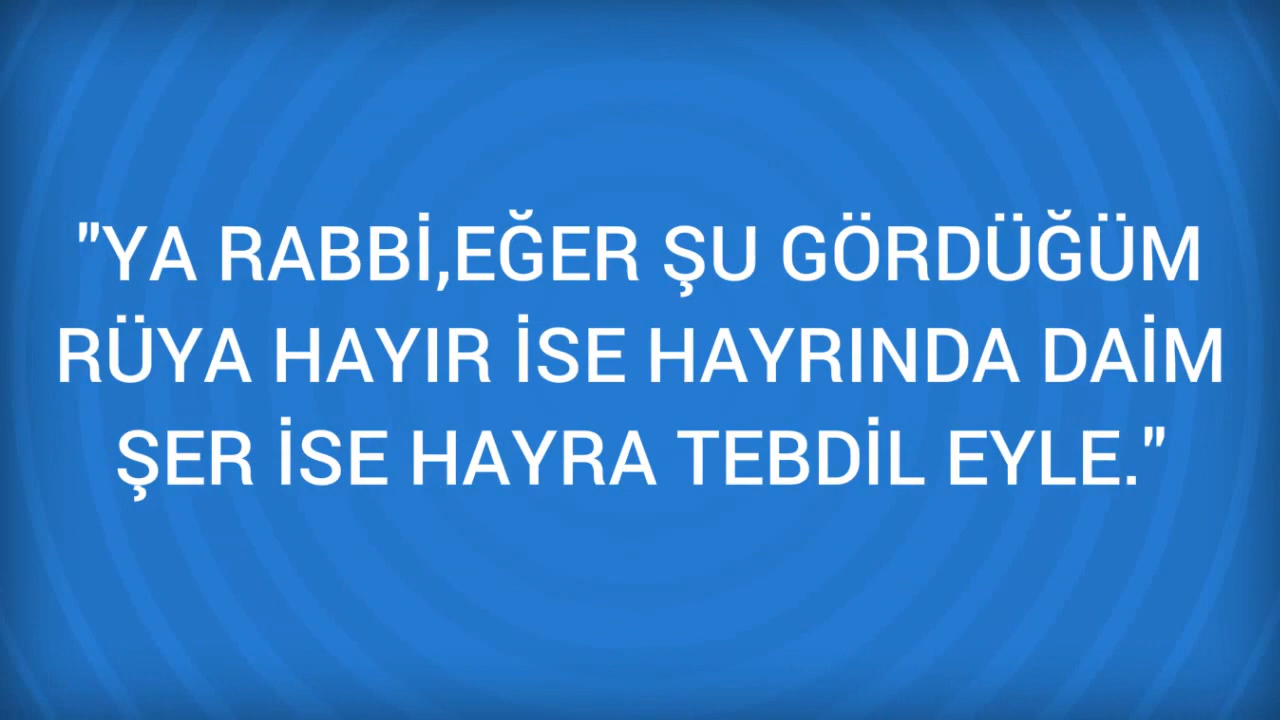 "YA RABBİ,EĞER ŞU GÖRDÜĞÜM
RÜYA HAYIR İSE HAYRINDA DAİM
ŞER İSE HAYRA TEBDİL EYLE."